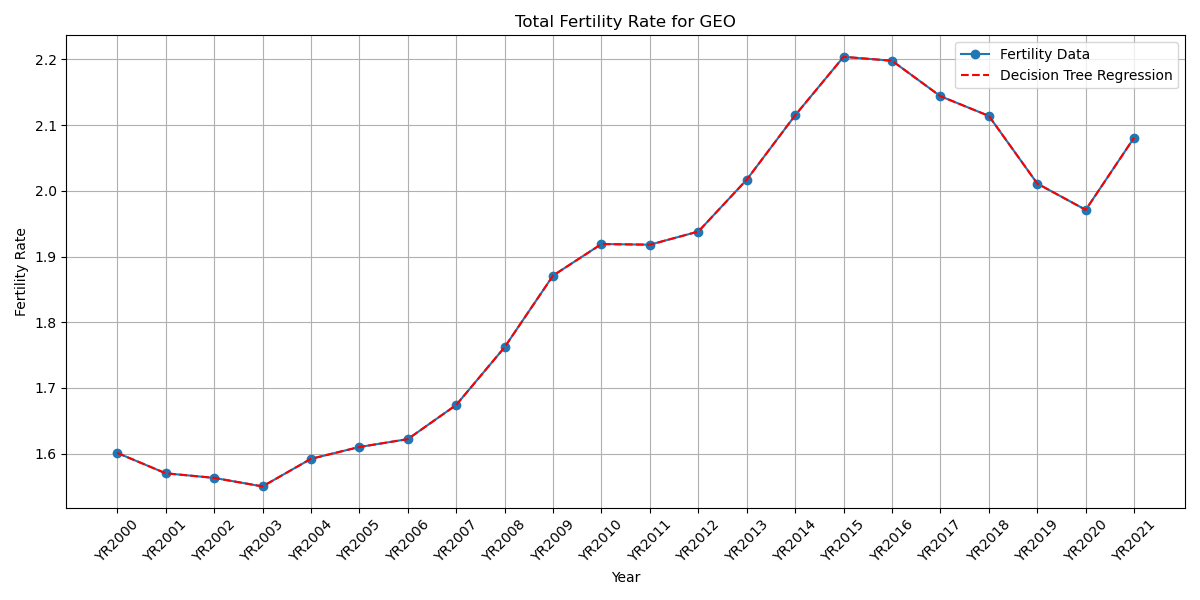 Total Fertility Rate for GEO
Fertility Data
Decision Tree Regression
Fertility Rate
2.2
2.1
2.0
1.9
1.8
1.7
1.6
YR2000
YR2001
YR2002
YR2003
YR2004
YR2005
YR2006
YR2007
YR2008
YR2009
YR2010
YR2011
YR2012
YR2013
YR2014
YR2015
YR2016
YR2017
YR2018
YR2019
YR2020
YR2021
Year